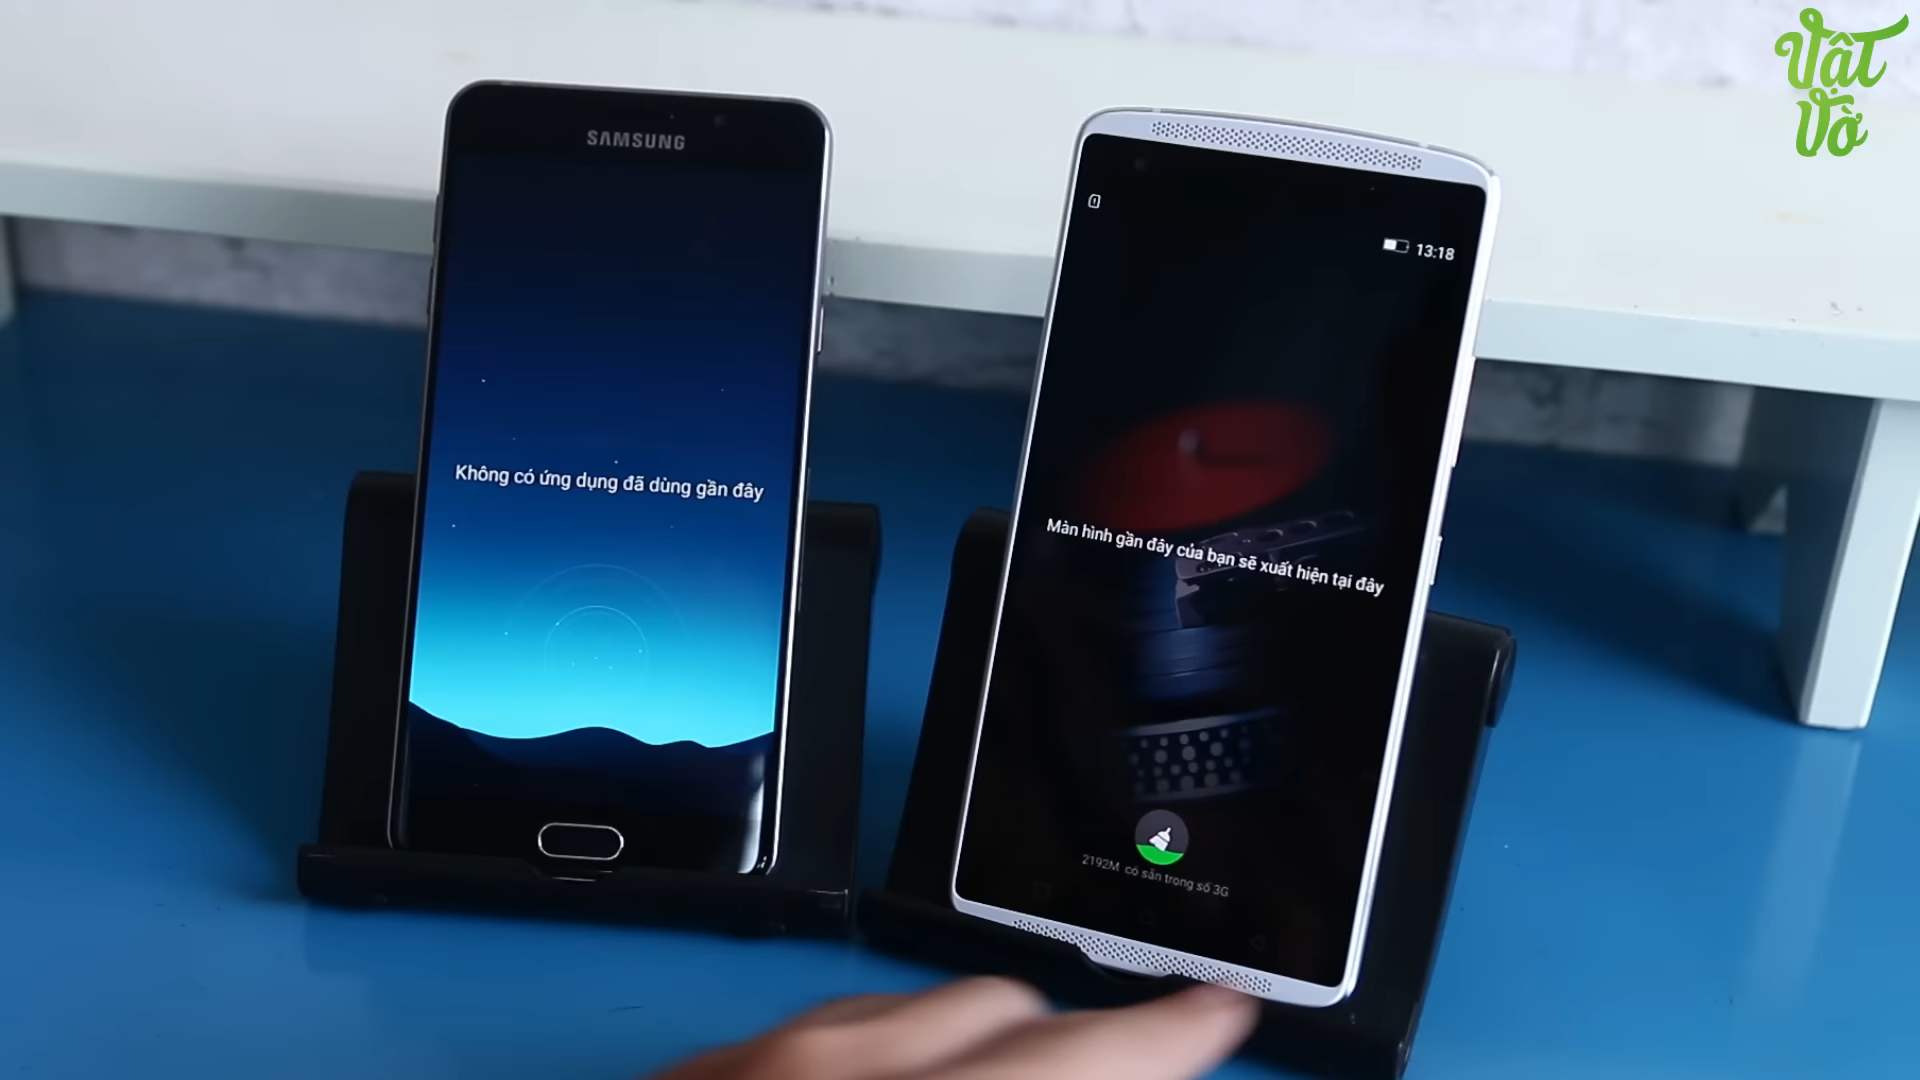 Vật
Vờ
SAMSUNG
Không có ứng dụng đã dùng gần đây
13:18
Màn hình gần đây của bạn sẽ xuất hiện tại đây
2192M có sẵn trong số 3G